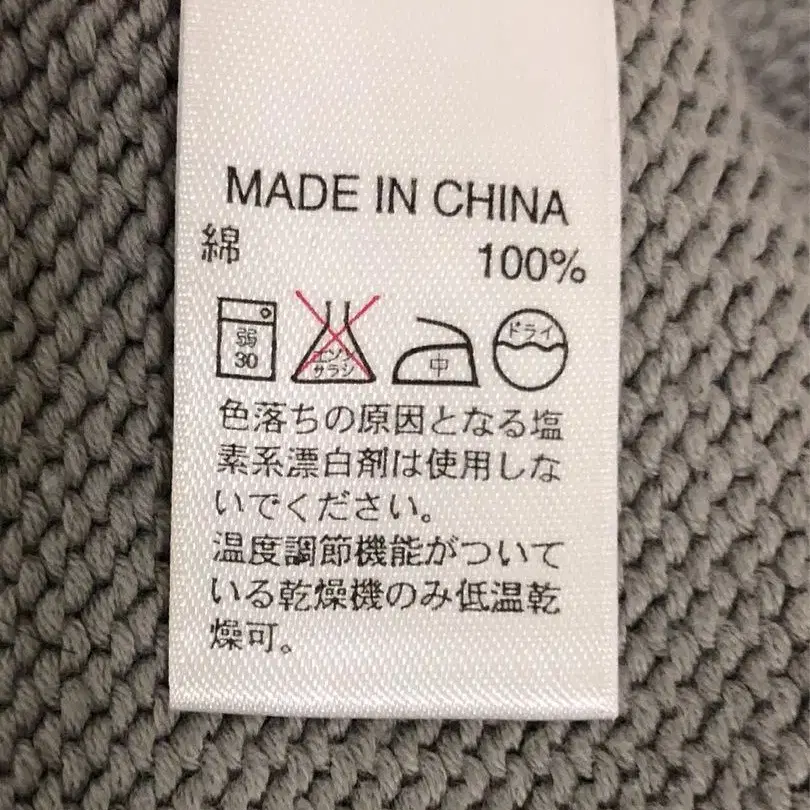 MADE IN CHINA
綿 100%
弱 30
エンソ サラシ
中
ドライ
色落ちの原因となる塩
素系漂白剤は使用しな
いでください。
温度調節機能がついて
いる乾燥機のみ低温乾
燥可。